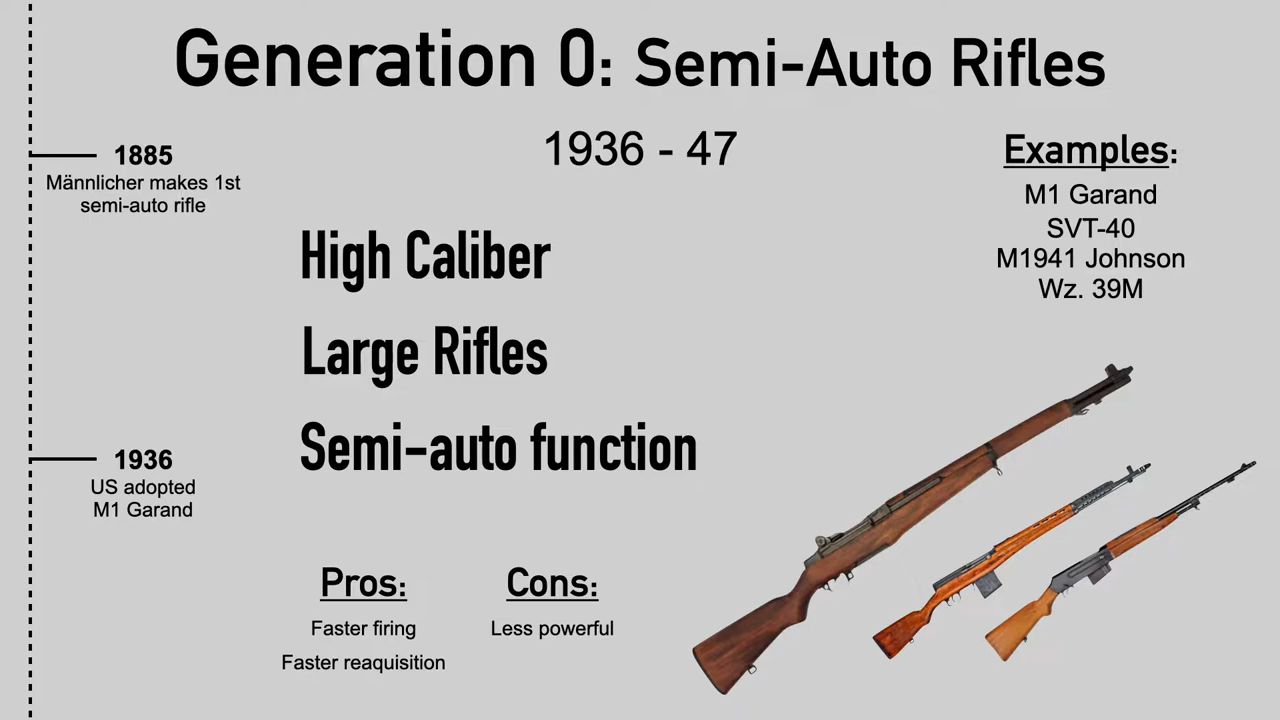 Generation 0: Semi-Auto Rifles
1936 - 47
1885
Männlicher makes 1st
semi-auto rifle
1936
US adopted
M1 Garand
High Caliber
Large Rifles
Semi-auto function
Pros:
Faster firing
Faster reaquisition
Cons:
Less powerful
Examples:
M1 Garand
SVT-40
M1941 Johnson
Wz. 39M